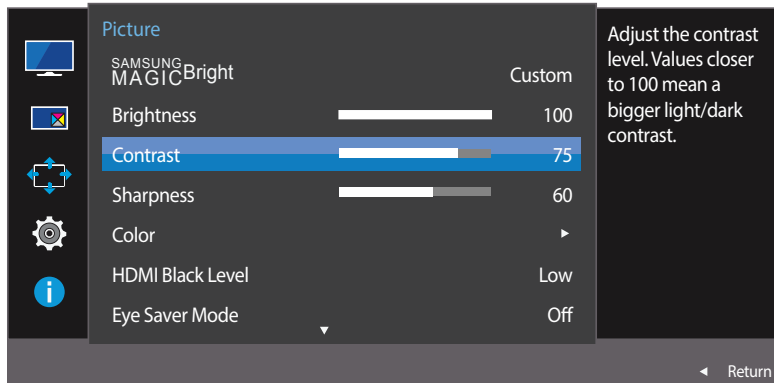 Picture
SAMSUNG
MAGICBright Custom
Brightness 100
Contrast 75
Sharpness 60
Color
HDMI Black Level Low
Eye Saver Mode Off
Adjust the contrast
level. Values closer
to 100 mean a
bigger light/dark
contrast.
Return